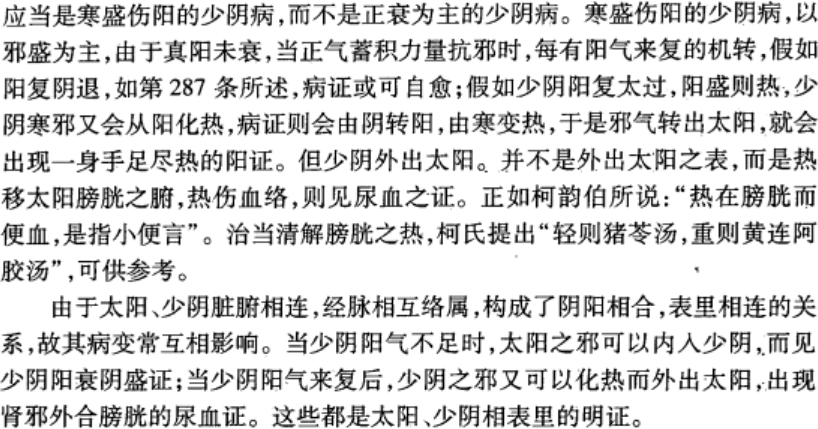 应当是寒盛伤阳的少阴病,而不是正衰为主的少阴病。寒盛伤阳的少阴病,以
邪盛为主,由于真阳未衰,当正气蓄积力量抗邪时,每有阳气来复的机转,假如
阳复阴退,如第 287 条所述,病证或可自愈;假如少阴阳复太过,阳盛则热,少
阴寒邪又会从阳化热,病证则会由阴转阳,由寒变热,于是邪气转出太阳,就会
出现一身手足尽热的阳证。但少阴外出太阳。并不是外出太阳之表,而是热
移太阳膀胱之腑,热伤血络,则见尿血之证。正如柯韵伯所说:“热在膀胱而
便血,是指小便言”。治当清解膀胱之热,柯氏提出“轻则猪苓汤,重则黄连阿
胶汤”,可供参考。
由于太阳、少阴脏腑相连,经脉相互络属,构成了阴阳相合,表里相连的关
系,故其病变常互相影响。当少阴阳气不足时,太阳之邪可以内入少阴,而见
少阴阳衰阴盛证;当少阴阳气来复后,少阴之邪又可以化热而外出太阳,出现
肾邪外合膀胱的尿血证。这些都是太阳、少阴相表里的明证。